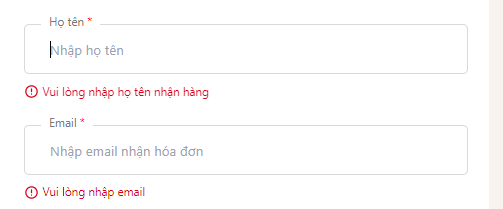 Họ tên *
Nhập họ tên
Vui lòng nhập họ tên nhận hàng
Email *
Nhập email nhận hóa đơn
Vui lòng nhập email